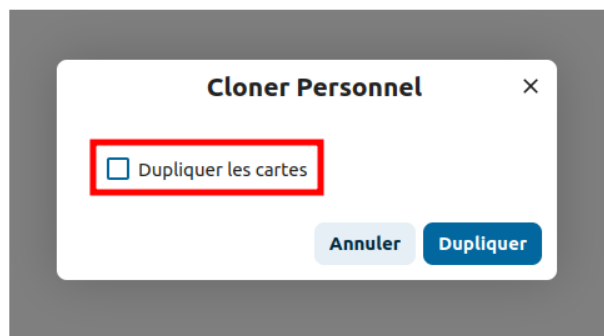 Cloner Personnel
Dupliquer les cartes
Annuler Dupliquer